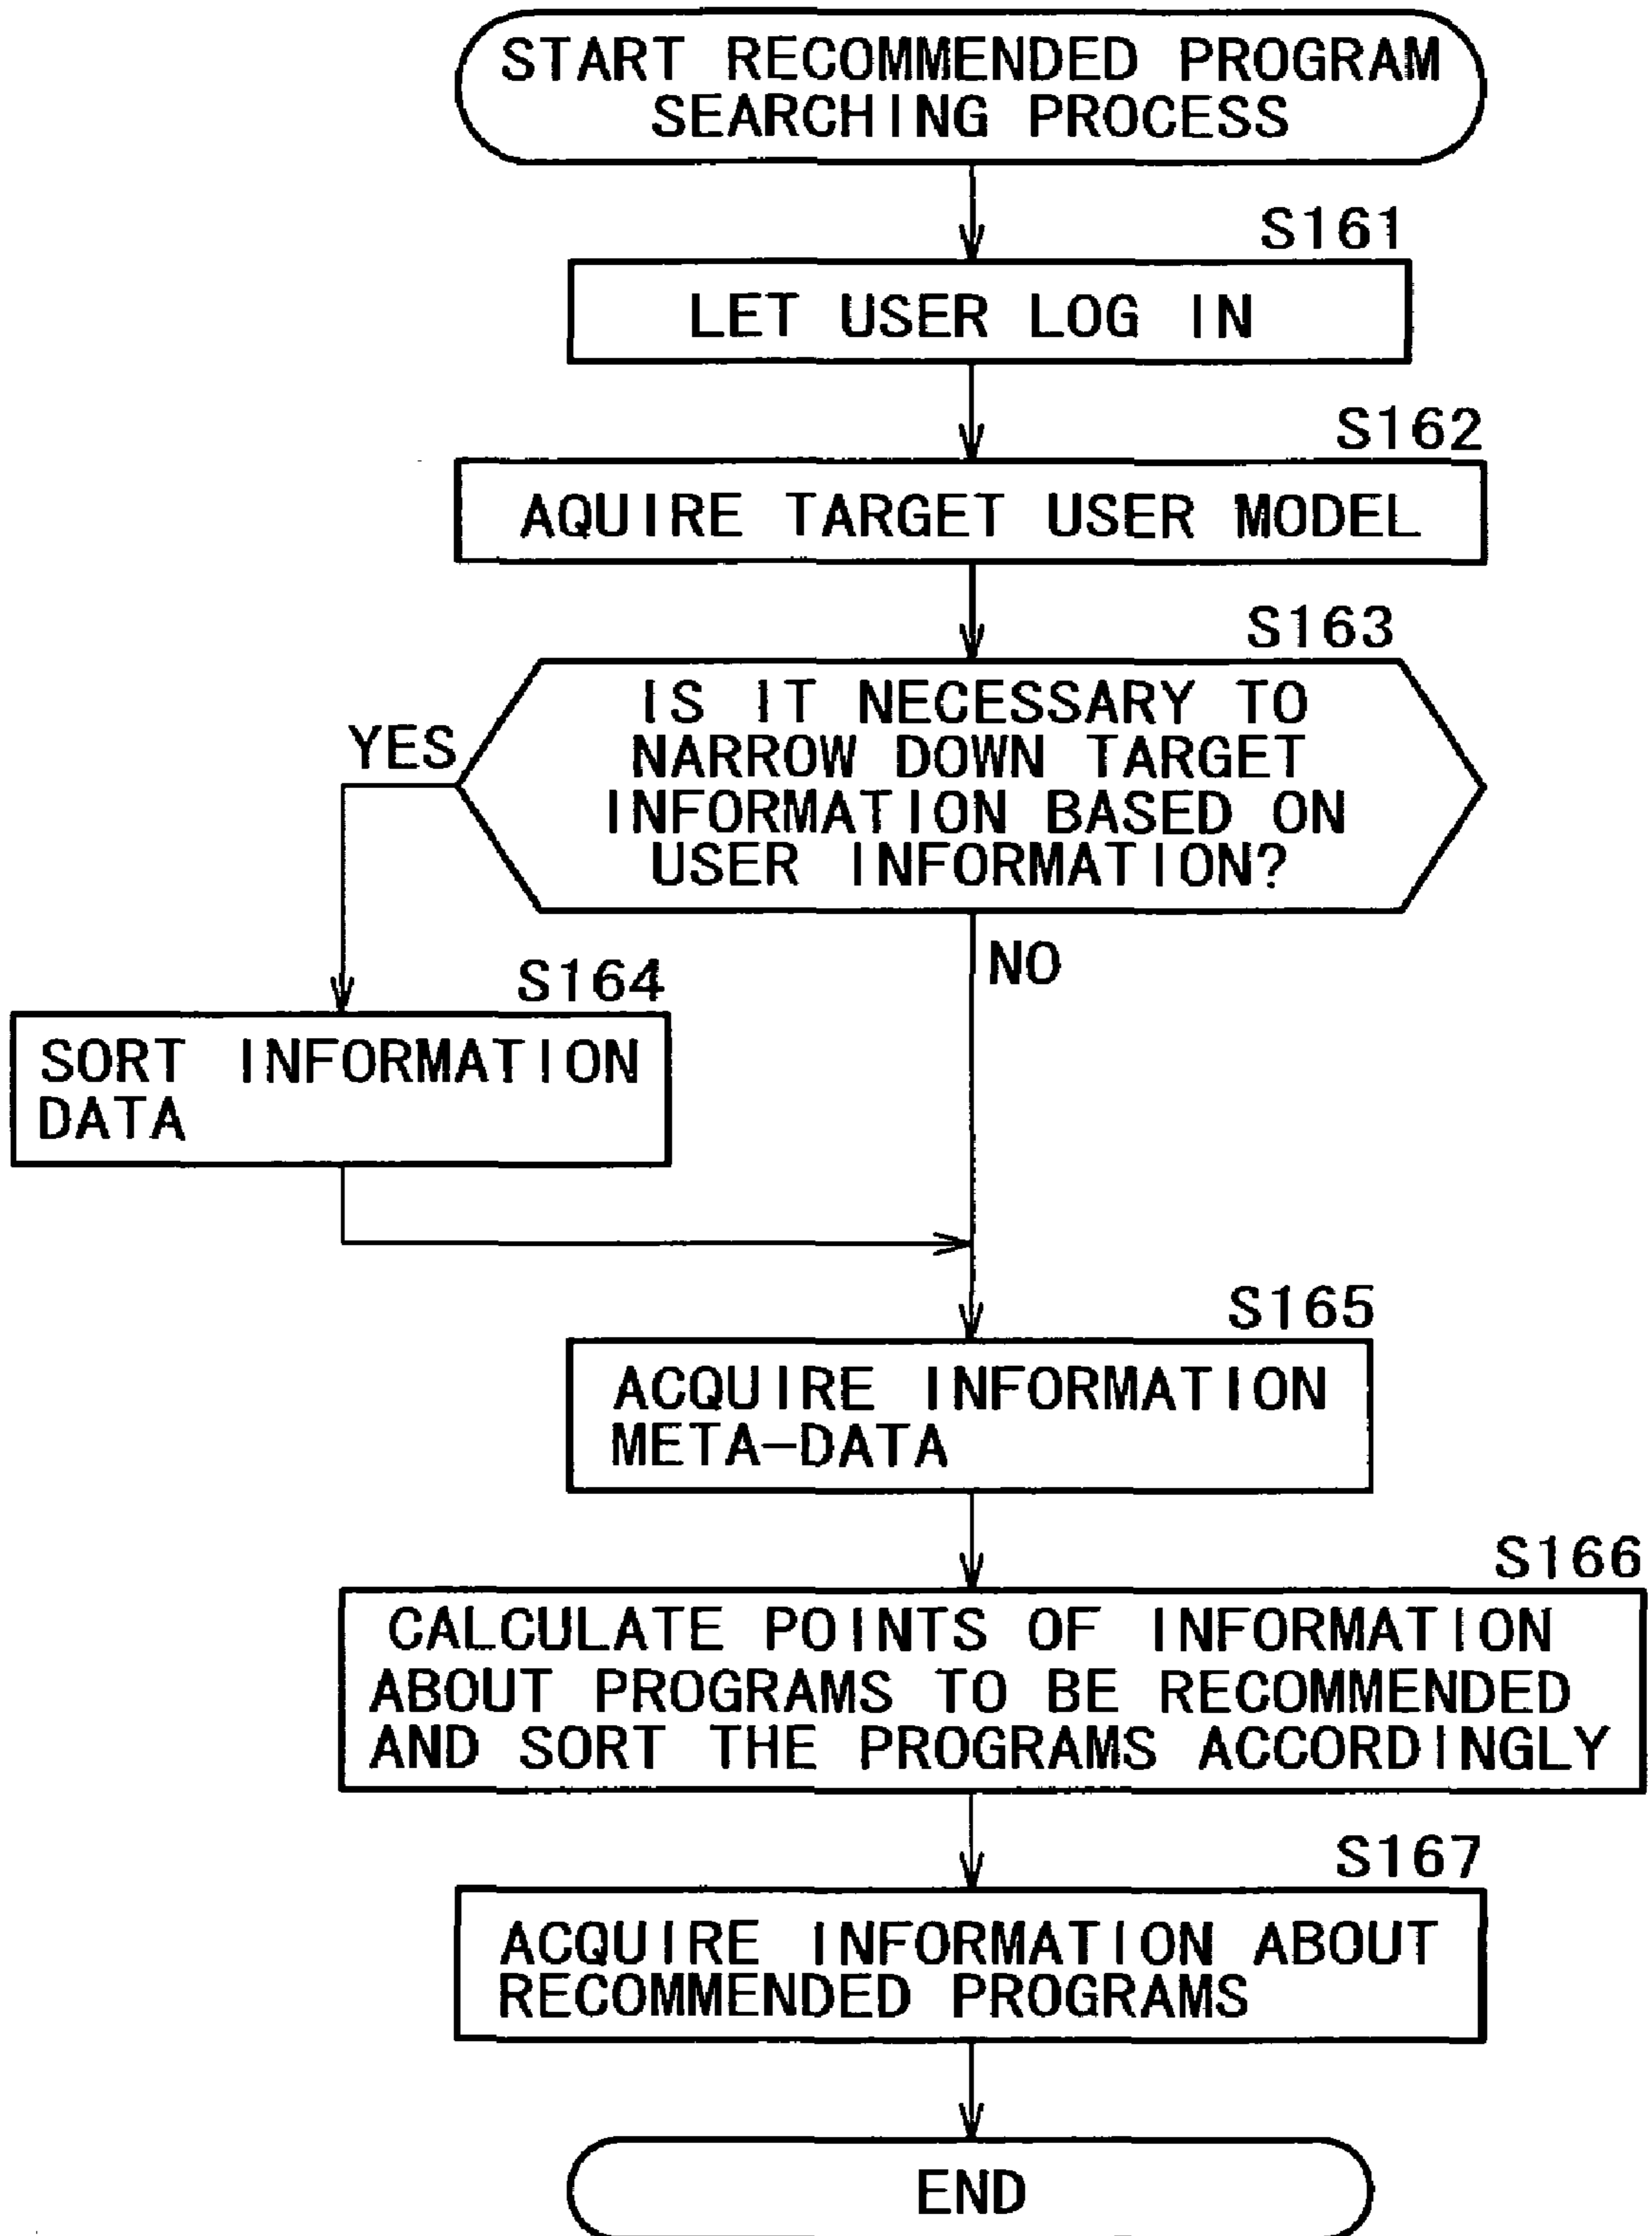 START RECOMMENDED PROGRAM
SEARCHING PROCESS
S161
LET USER LOG IN
S162
AQUIRE TARGET USER MODEL
S163
IS IT NECESSARY TO
NARROW DOWN TARGET
INFORMATION BASED ON
USER INFORMATION?
YES
NO
S164
SORT INFORMATION
DATA
S165
ACQUIRE INFORMATION
META-DATA
S166
CALCULATE POINTS OF INFORMATION
ABOUT PROGRAMS TO BE RECOMMENDED
AND SORT THE PROGRAMS ACCORDINGLY
S167
ACQUIRE INFORMATION ABOUT
RECOMMENDED PROGRAMS
END